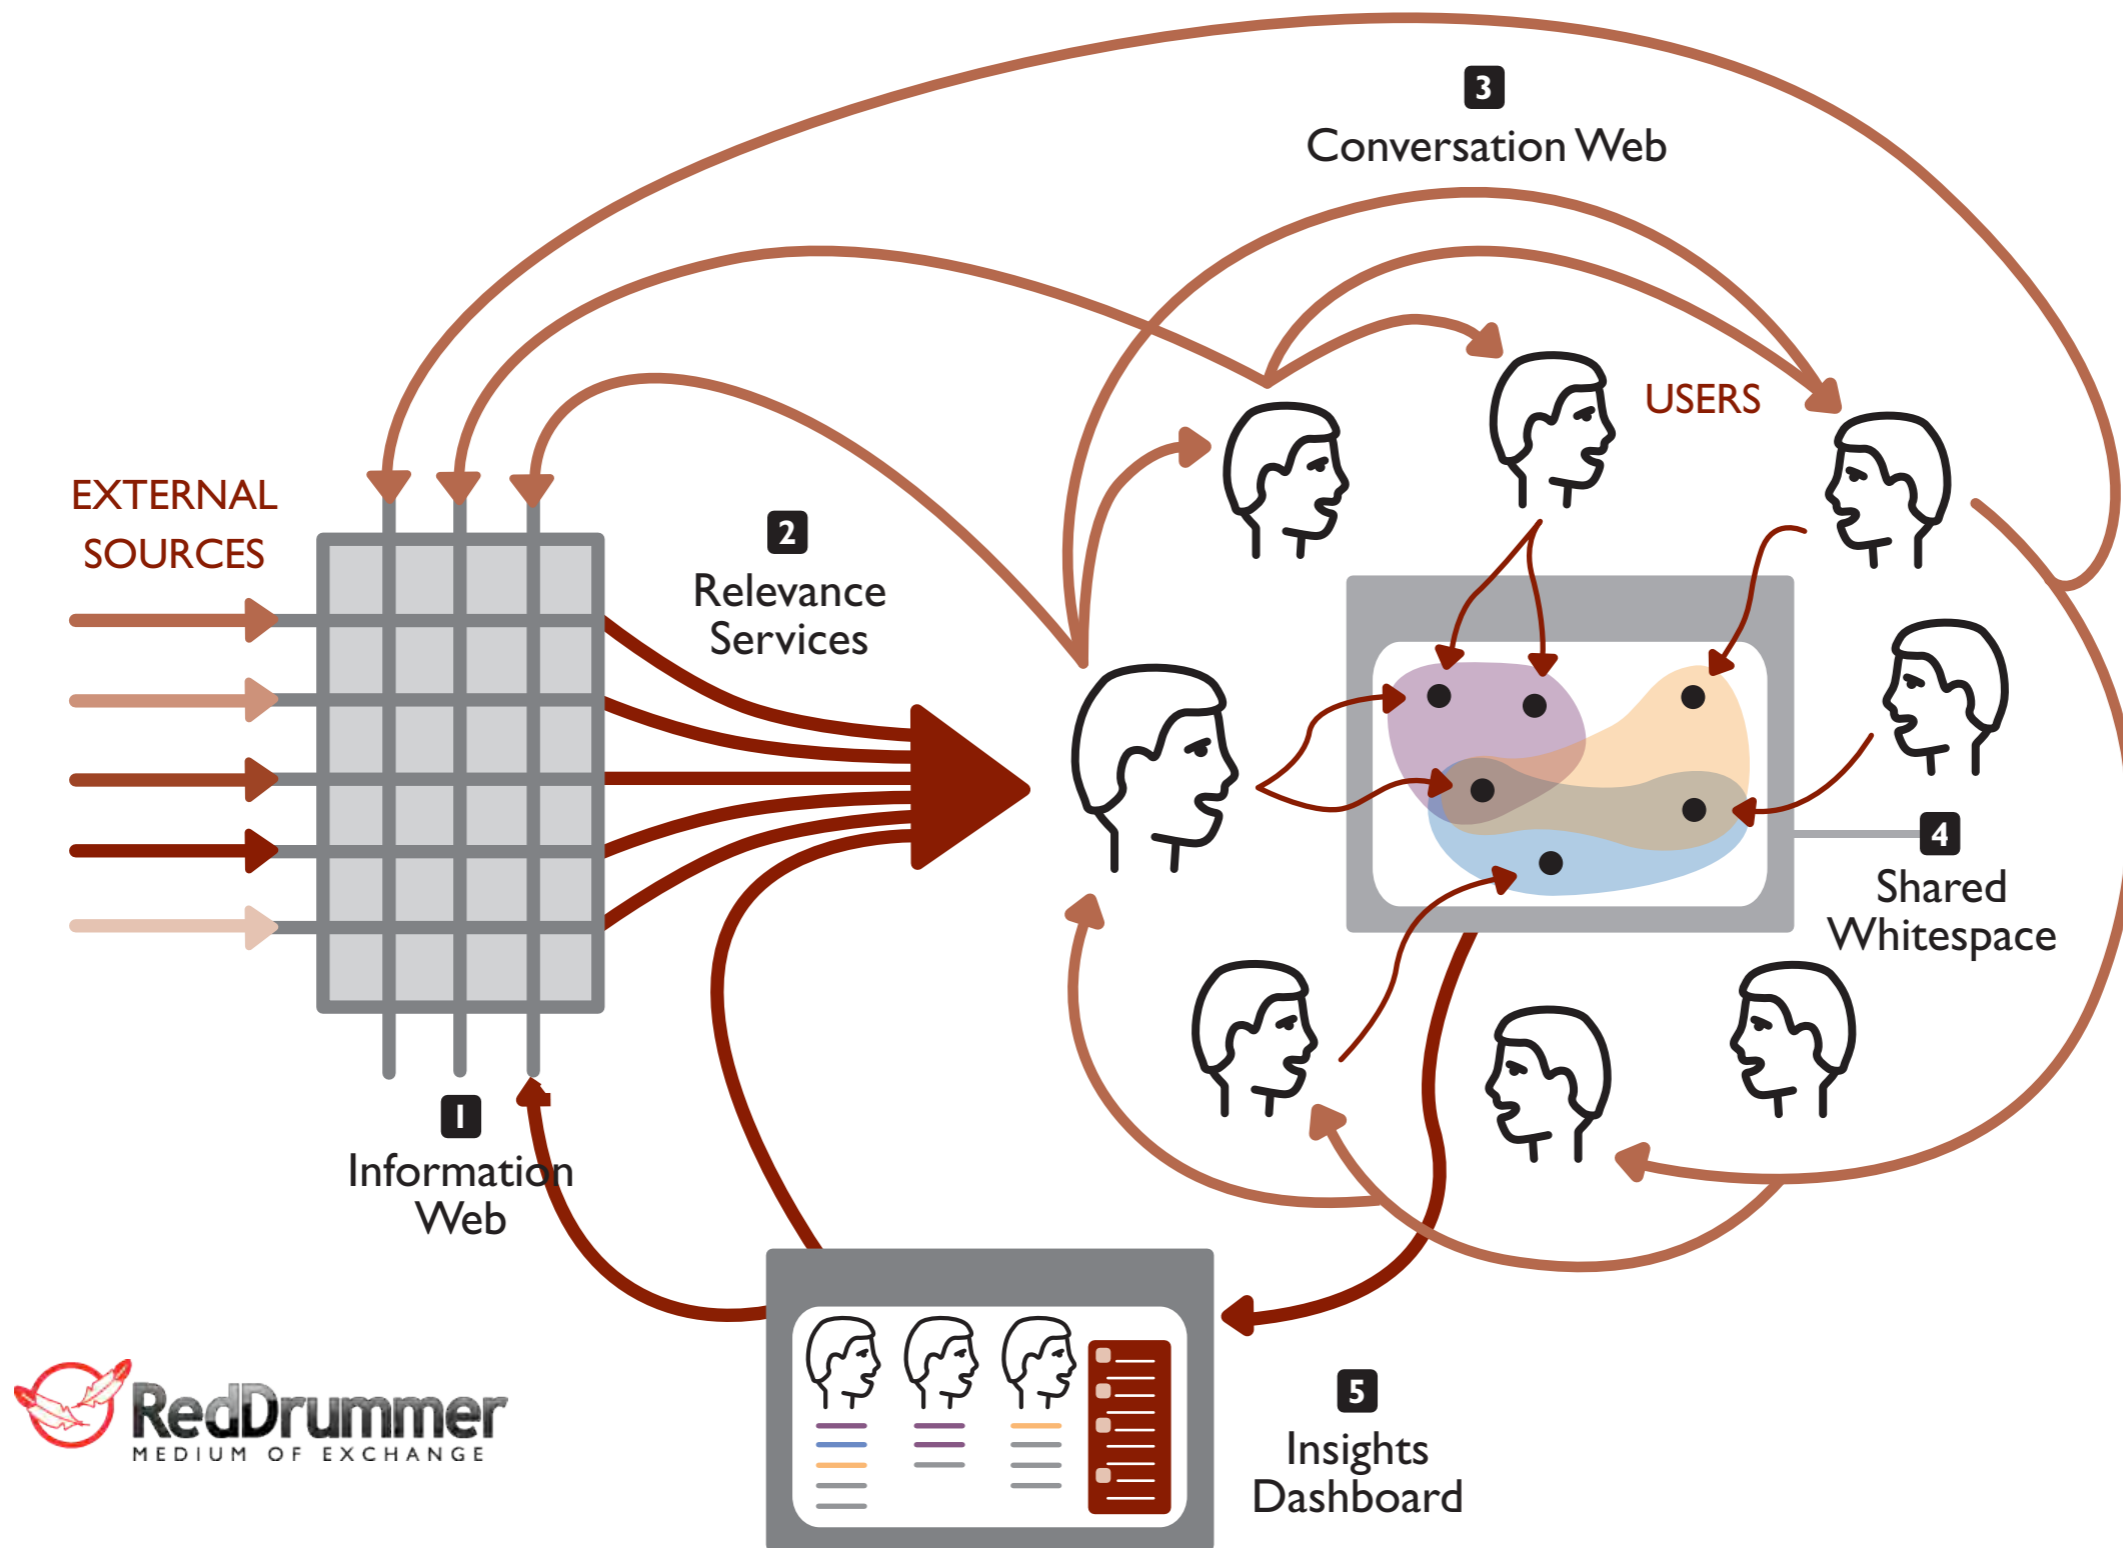 3
Conversation Web
USERS
EXTERNAL
SOURCES
2
Relevance
Services
4
Shared
Whitespace
1
Information
Web
5
Insights
Dashboard
RedDrummer
MEDIUM OF EXCHANGE